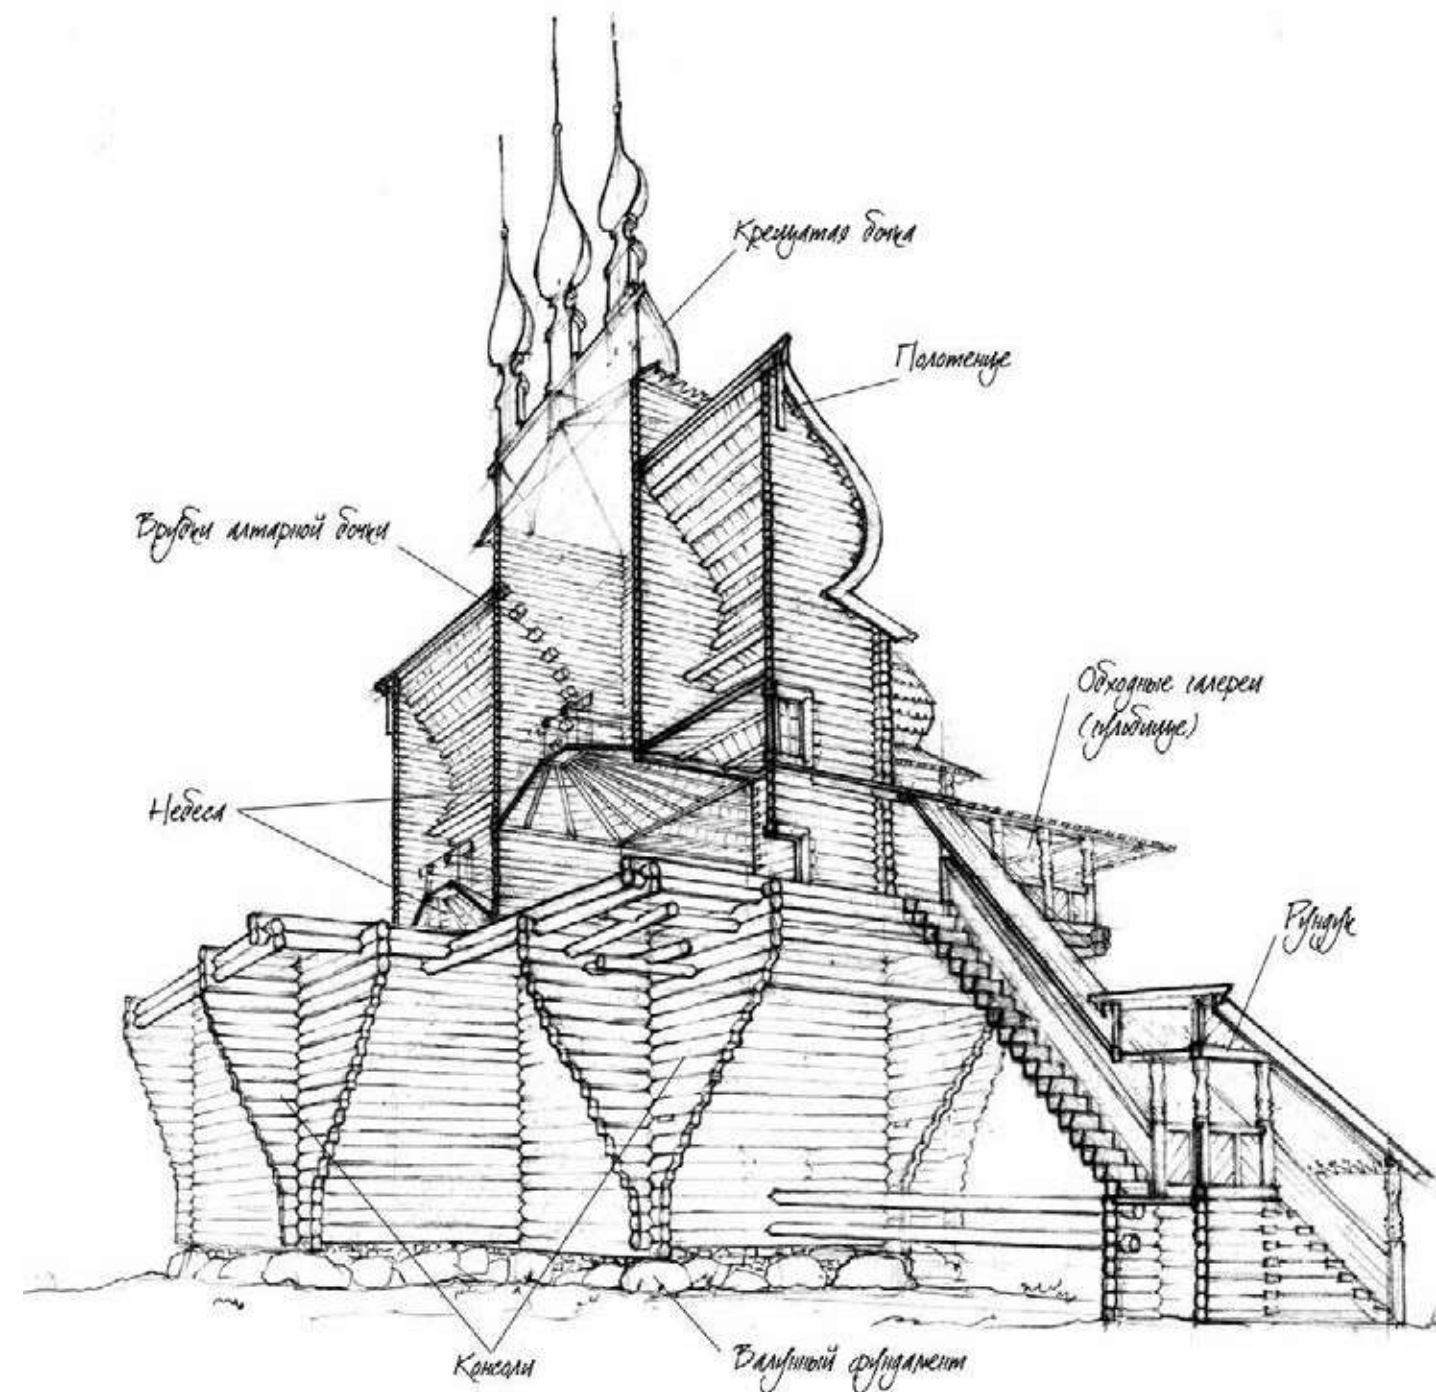 Крещатая бочка
Полотенце
Врубки алтарной бочки
Обходные галереи
(гульбище)
Небеса
Рундук
Консоли
Валунный фундамент